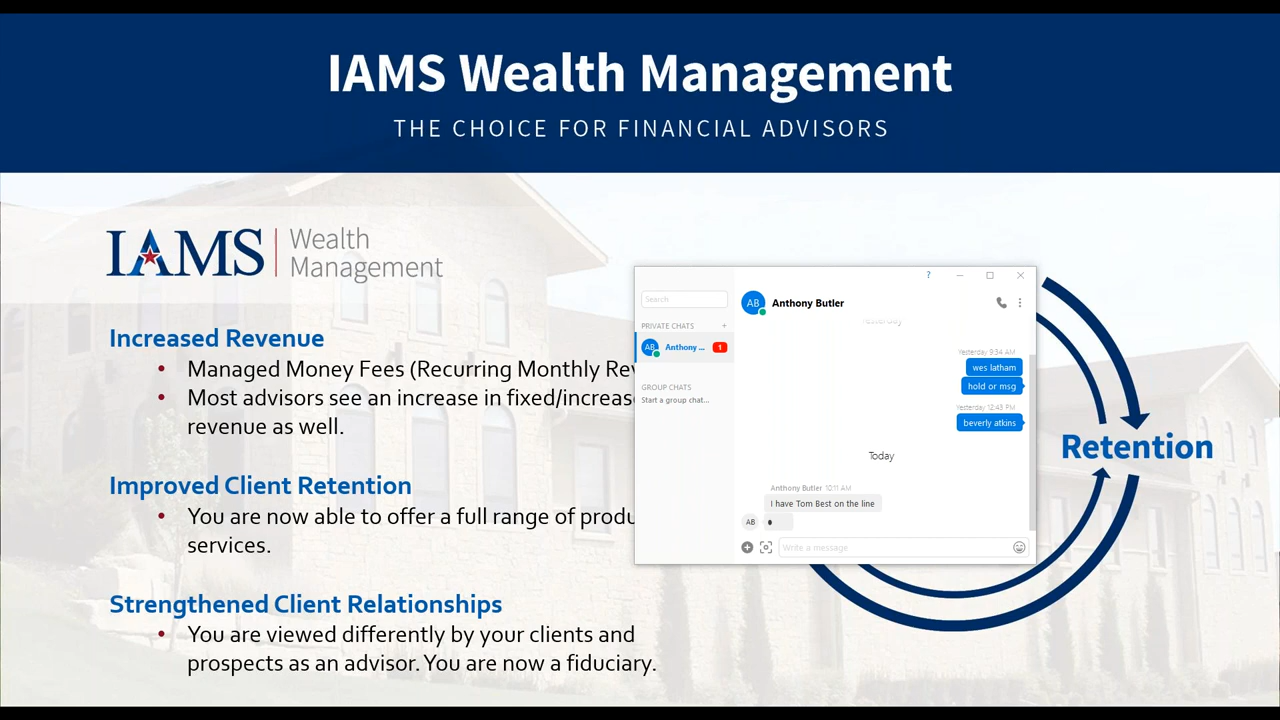 IAMS Wealth Management
THE CHOICE FOR FINANCIAL ADVISORS
IAMS Wealth
Management
Increased Revenue
• Managed Money Fees (Recurring Monthly
• Most advisors see an increase in
revenue as well.
Improved Client Retention
• You are now able to offer a full range of
services.
Strengthened Client Relationships
• You are viewed differently by your clients and
prospects as an advisor. You are now a fiduciary.
?
Search
PRIVATE CHATS +
AB Anthony ... 1
GROUP CHATS
Start a group chat...
AB Anthony Butler
Yesterday
Yesterday 9:34 AM
wes latham
hold or msg
Yesterday 12:43 PM
beverly atkins
Today
Anthony Butler 10:11 AM
I have Tom Best on the line
AB
Write a message
Retention